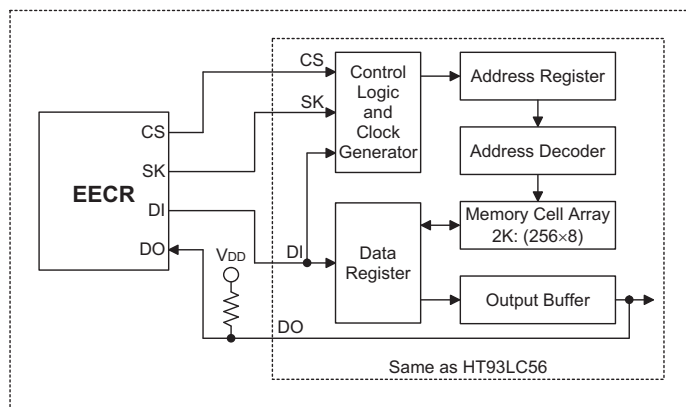 EECR
CS
SK
DI
DO
VDD
CS
SK
DI
DO
Control
Logic
and
Clock
Generator
Address Register
Address Decoder
Memory Cell Array
2K: (256×8)
Data
Register
Output Buffer
Same as HT93LC56